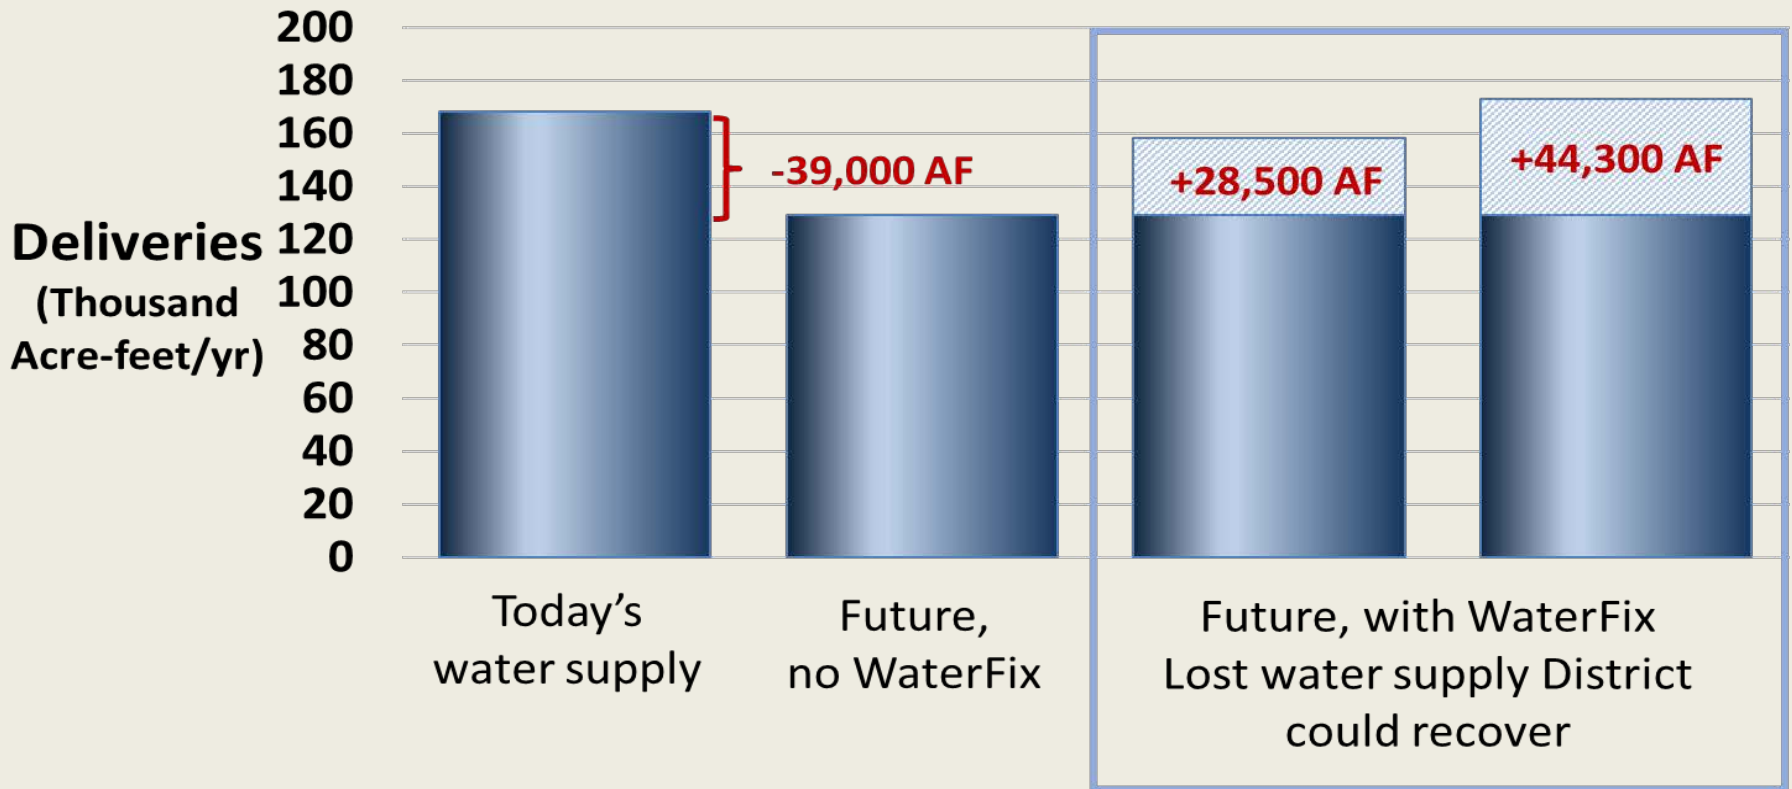 200
180
160
140
120
100
80
60
40
20
0
Deliveries
(Thousand
Acre-feet/yr)
-39,000 AF
+28,500 AF
+44,300 AF
Today’s
water supply
Future,
no WaterFix
Future, with WaterFix
Lost water supply District
could recover